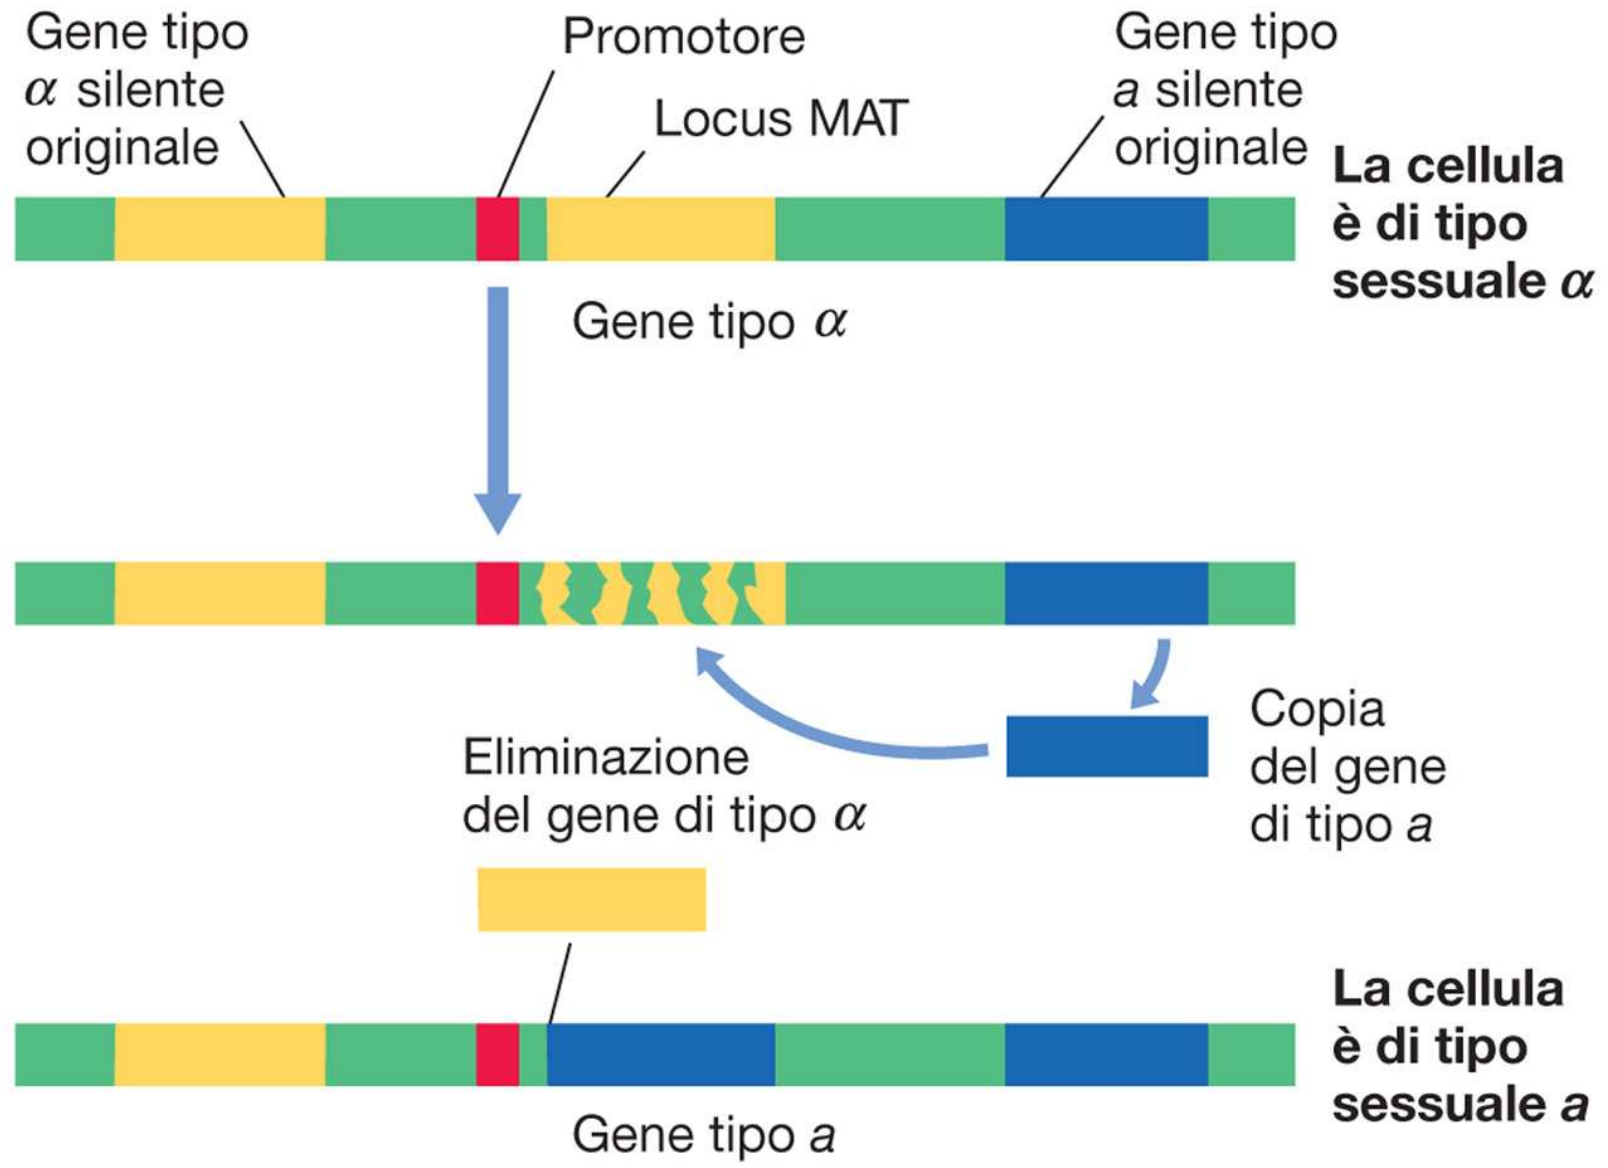 Gene tipo
α silente
originale
Promotore
Locus MAT
Gene tipo
a silente
originale
La cellula
è di tipo
sessuale α
Gene tipo α
Copia
del gene
di tipo a
Eliminazione
del gene di tipo α
La cellula
è di tipo
sessuale a
Gene tipo a